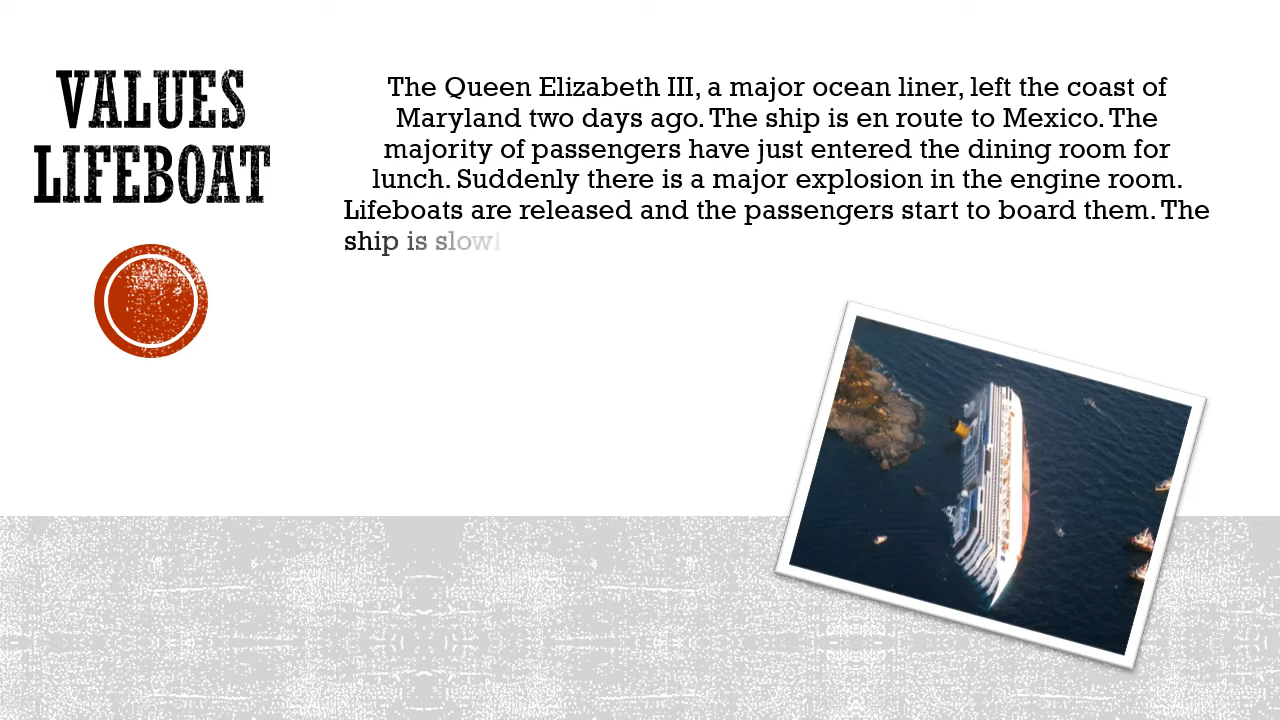 VALUES
LIFEBOAT
The Queen Elizabeth III, a major ocean liner, left the coast of
Maryland two days ago. The ship is en route to Mexico. The
majority of passengers have just entered the dining room for
lunch. Suddenly there is a major explosion in the engine room.
Lifeboats are released and the passengers start to board them. The
ship is slowl